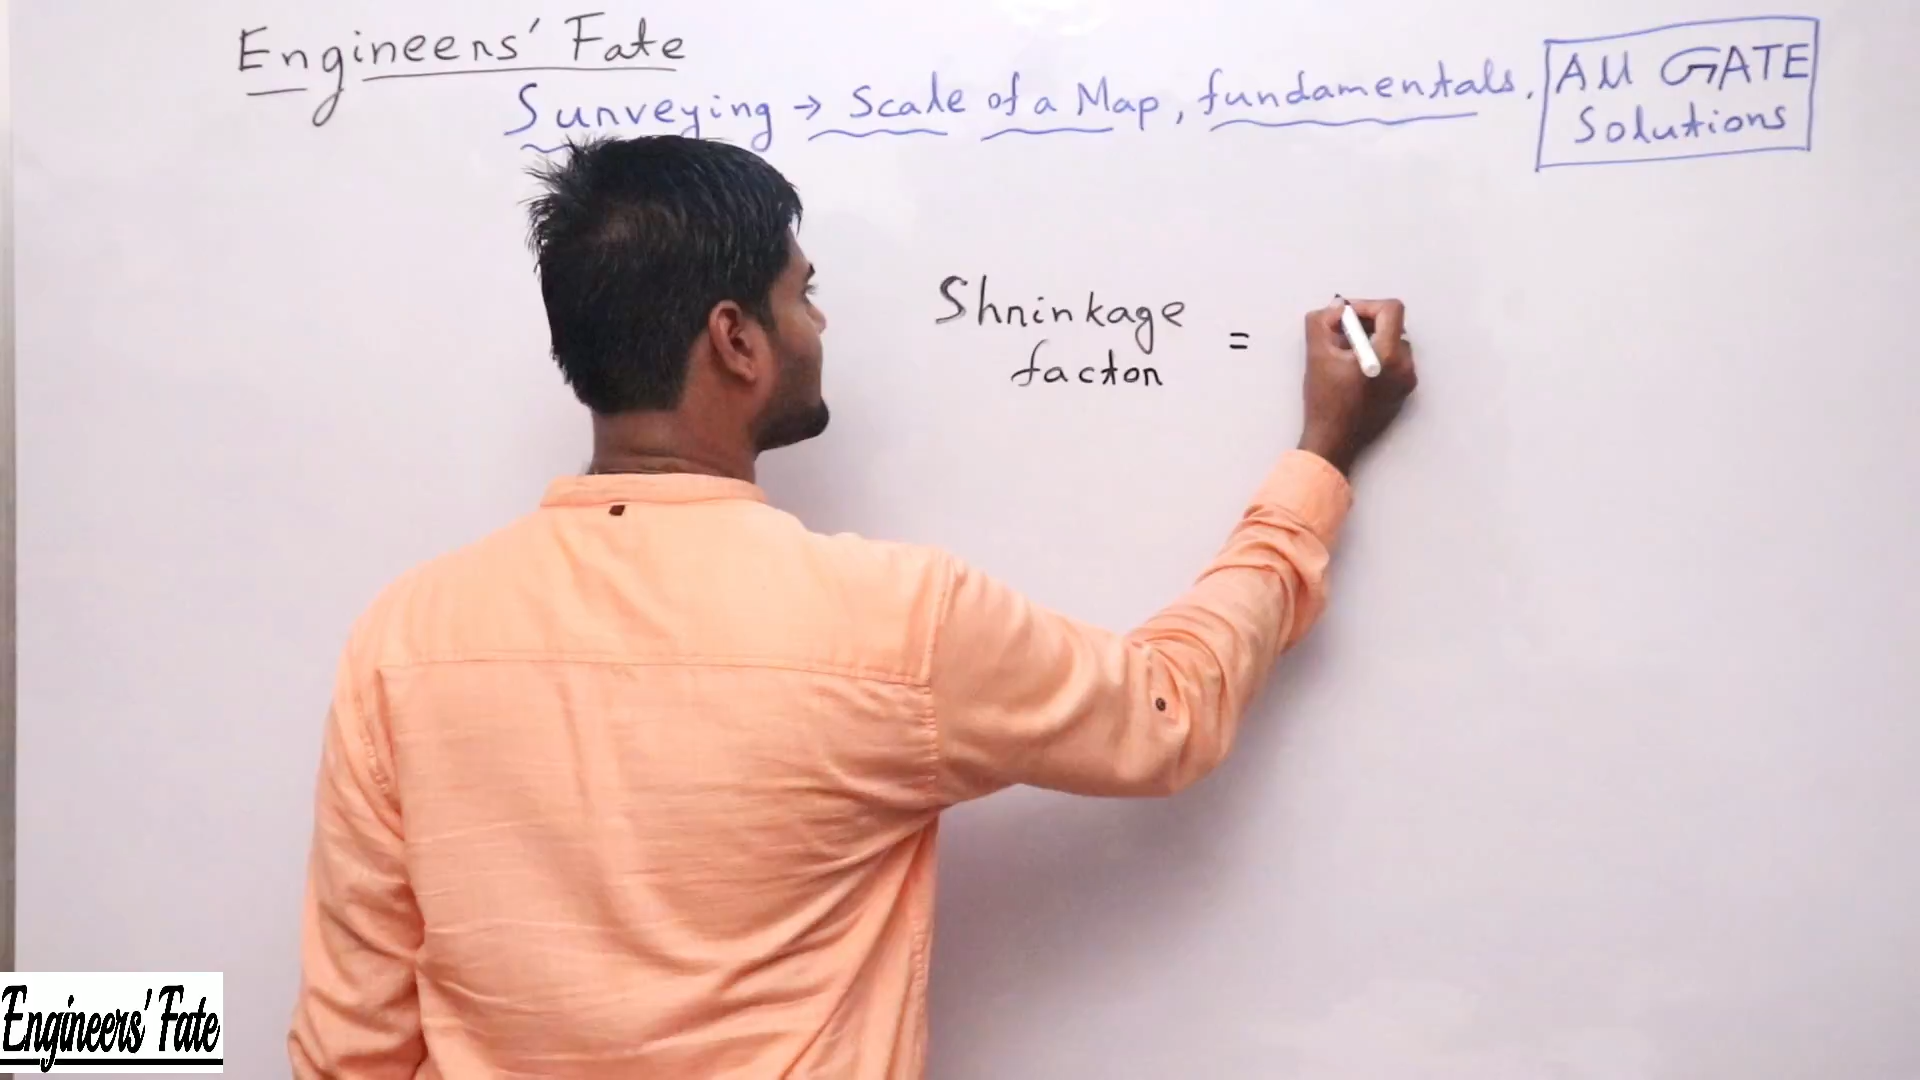 Engineers' Fate
Surveying → Scale of a Map, fundamentals. All GATE
Solutions
Shrinkage
factor =
Engineers' Fate